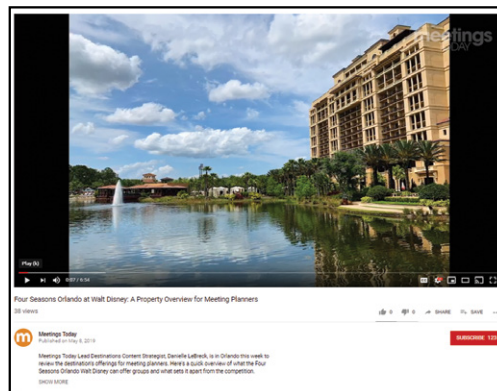 meetings
TODAY
Play (k)
0:07 / 6:54
Four Seasons Orlando at Walt Disney: A Property Overview for Meeting Planners
38 views
0
0
SHARE
SAVE
m
Meetings Today
Published on May 8, 2019
SUBSCRIBE 123
Meetings Today Lead Destinations Content Strategist, Danielle LeBreck, is in Orlando this week to
review the destination's offerings for meeting planners. Here's a quick overview of what the Four
Seasons Orlando Walt Disney can offer groups and what sets it apart from the competition.
SHOW MORE